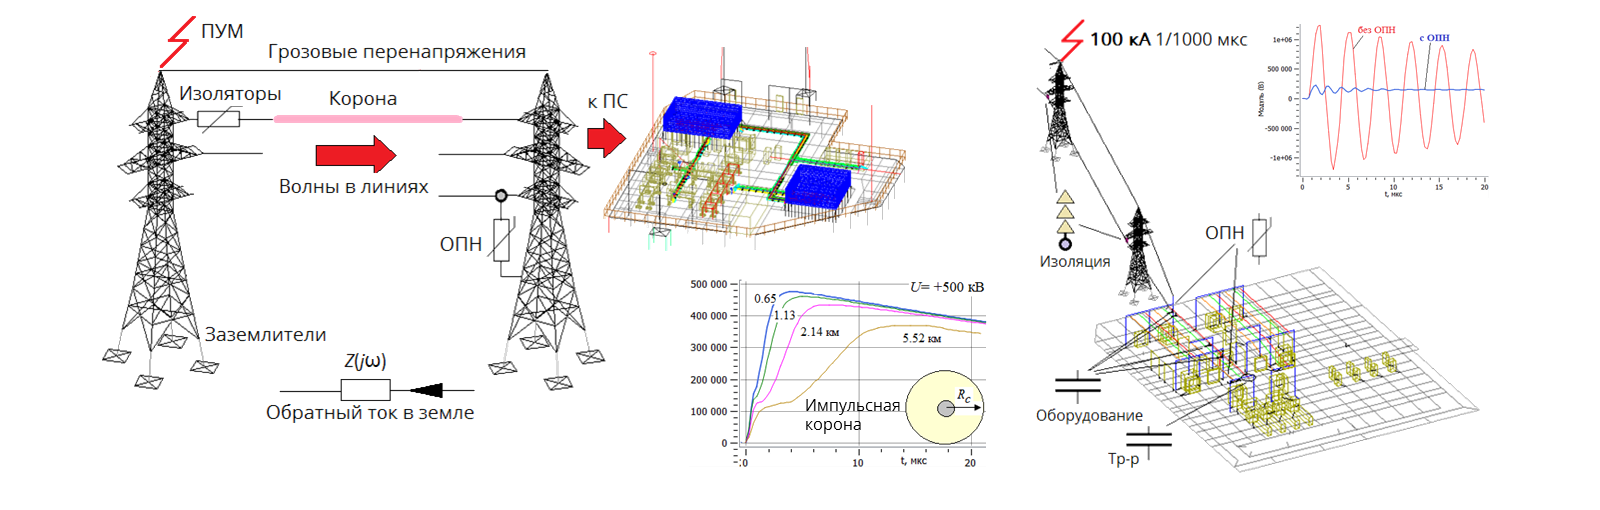 ПУМ
Грозовые перенапряжения
Изоляторы
Корона
Волны в линиях
ОПН
Заземлители
Z(jω)
Обратный ток в земле
к ПС
500 000
400 000
300 000
200 000
100 000
0
0
10
20
t, мкс
U= +500 кВ
0.65
1.13
2.14 км
5.52 км
Импульсная
корона
Rc
100 кА 1/1000 мкс
Изоляция
ОПН
Оборудование
Тр-р
без ОПН
с ОПН
1e+06
500 000
0
-500 000
-1e+06
0
5
10
15
20
t, мкс